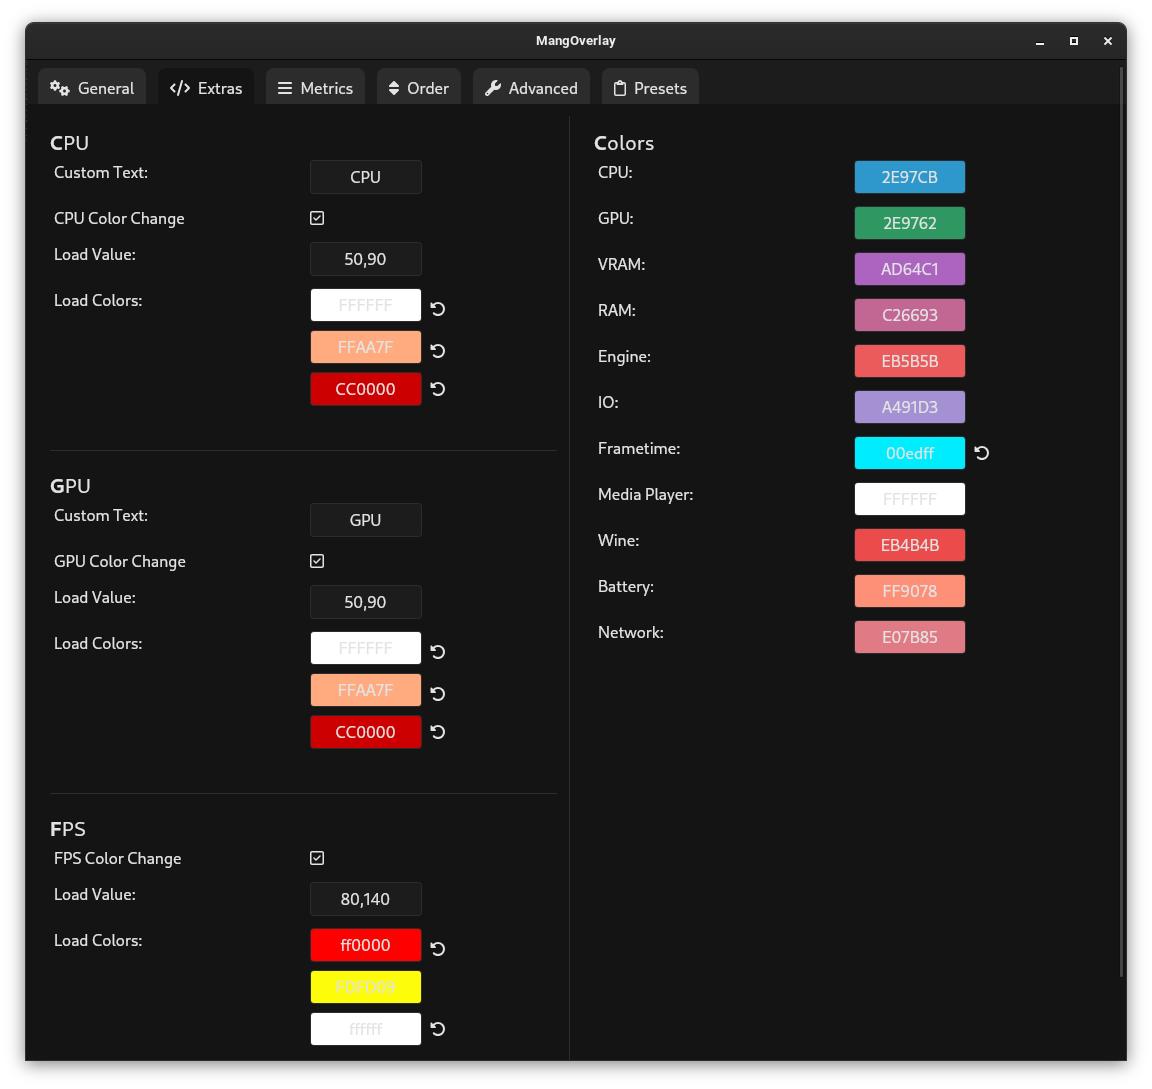 MangOverlay
General Extras Metrics Order Advanced Presets
CPU
Custom Text: CPU
CPU Color Change
Load Value: 50,90
Load Colors: FFFFFF
FFAA7F
CC0000
GPU
Custom Text: GPU
GPU Color Change
Load Value: 50,90
Load Colors: FFFFFF
FFAA7F
CC0000
FPS
FPS Color Change
Load Value: 80,140
Load Colors: ff0000
FDFD09
ffffff
Colors
CPU: 2E97CB
GPU: 2E9762
VRAM: AD64C1
RAM: C26693
Engine: EB5B5B
IO: A491D3
Frametime: 00edff
Media Player: FFFFFF
Wine: EB4B4B
Battery: FF9078
Network: E07B85